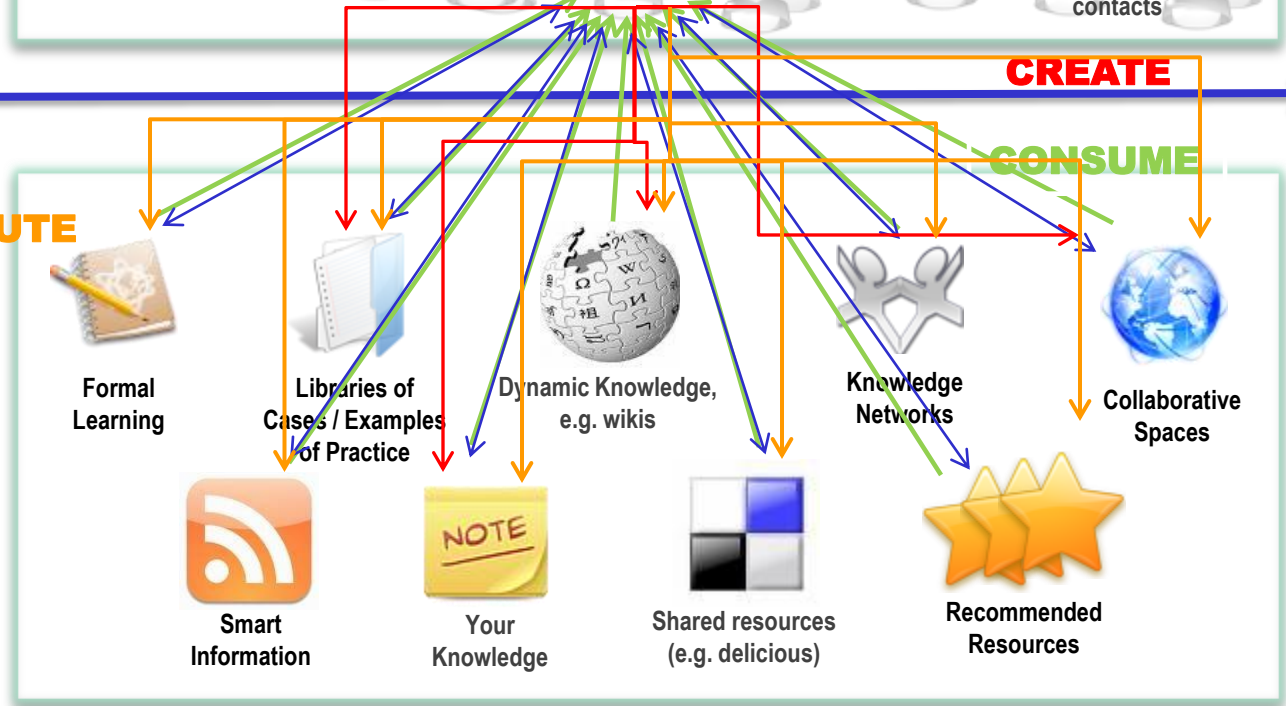 contacts
CREATE
CONSUME
UTE
Formal
Learning
Libraries of
Cases / Examples
of Practice
Dynamic Knowledge,
e.g. wikis
Knowledge
Networks
Collaborative
Spaces
NOTE
Smart
Information
Your
Knowledge
Shared resources
(e.g. delicious)
Recommended
Resources